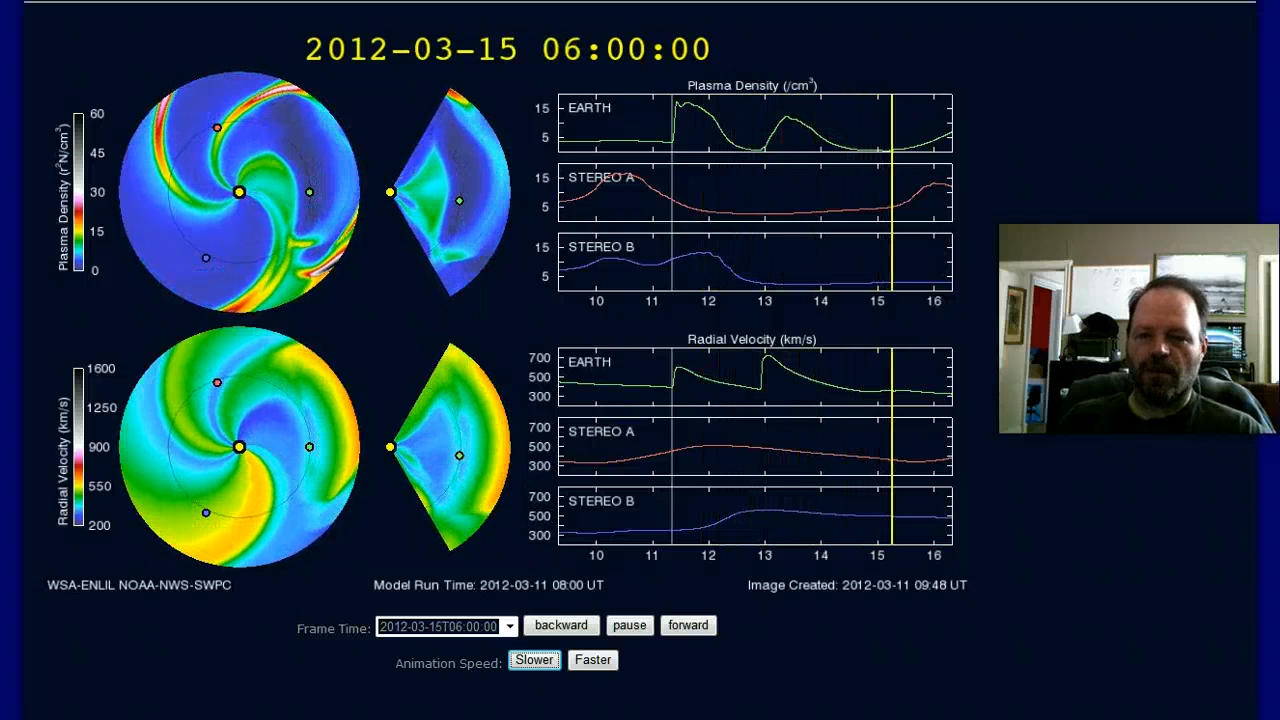 2012-03-15 06:00:00
Plasma Density (r²N/cm³)
60
45
30
15
0
Plasma Density (/cm³)
EARTH
15
5
STEREO A
15
5
STEREO B
15
5
10 11 12 13 14 15 16
Radial Velocity (km/s)
1600
1250
900
550
200
Radial Velocity (km/s)
EARTH
700
500
300
STEREO A
700
500
300
STEREO B
700
500
300
10 11 12 13 14 15 16
WSA-ENLIL NOAA-NWS-SWPC Model Run Time: 2012-03-11 08:00 UT Image Created: 2012-03-11 09:48 UT
Frame Time: 2012-03-15T06:00:00 backward pause forward
Animation Speed: Slower Faster